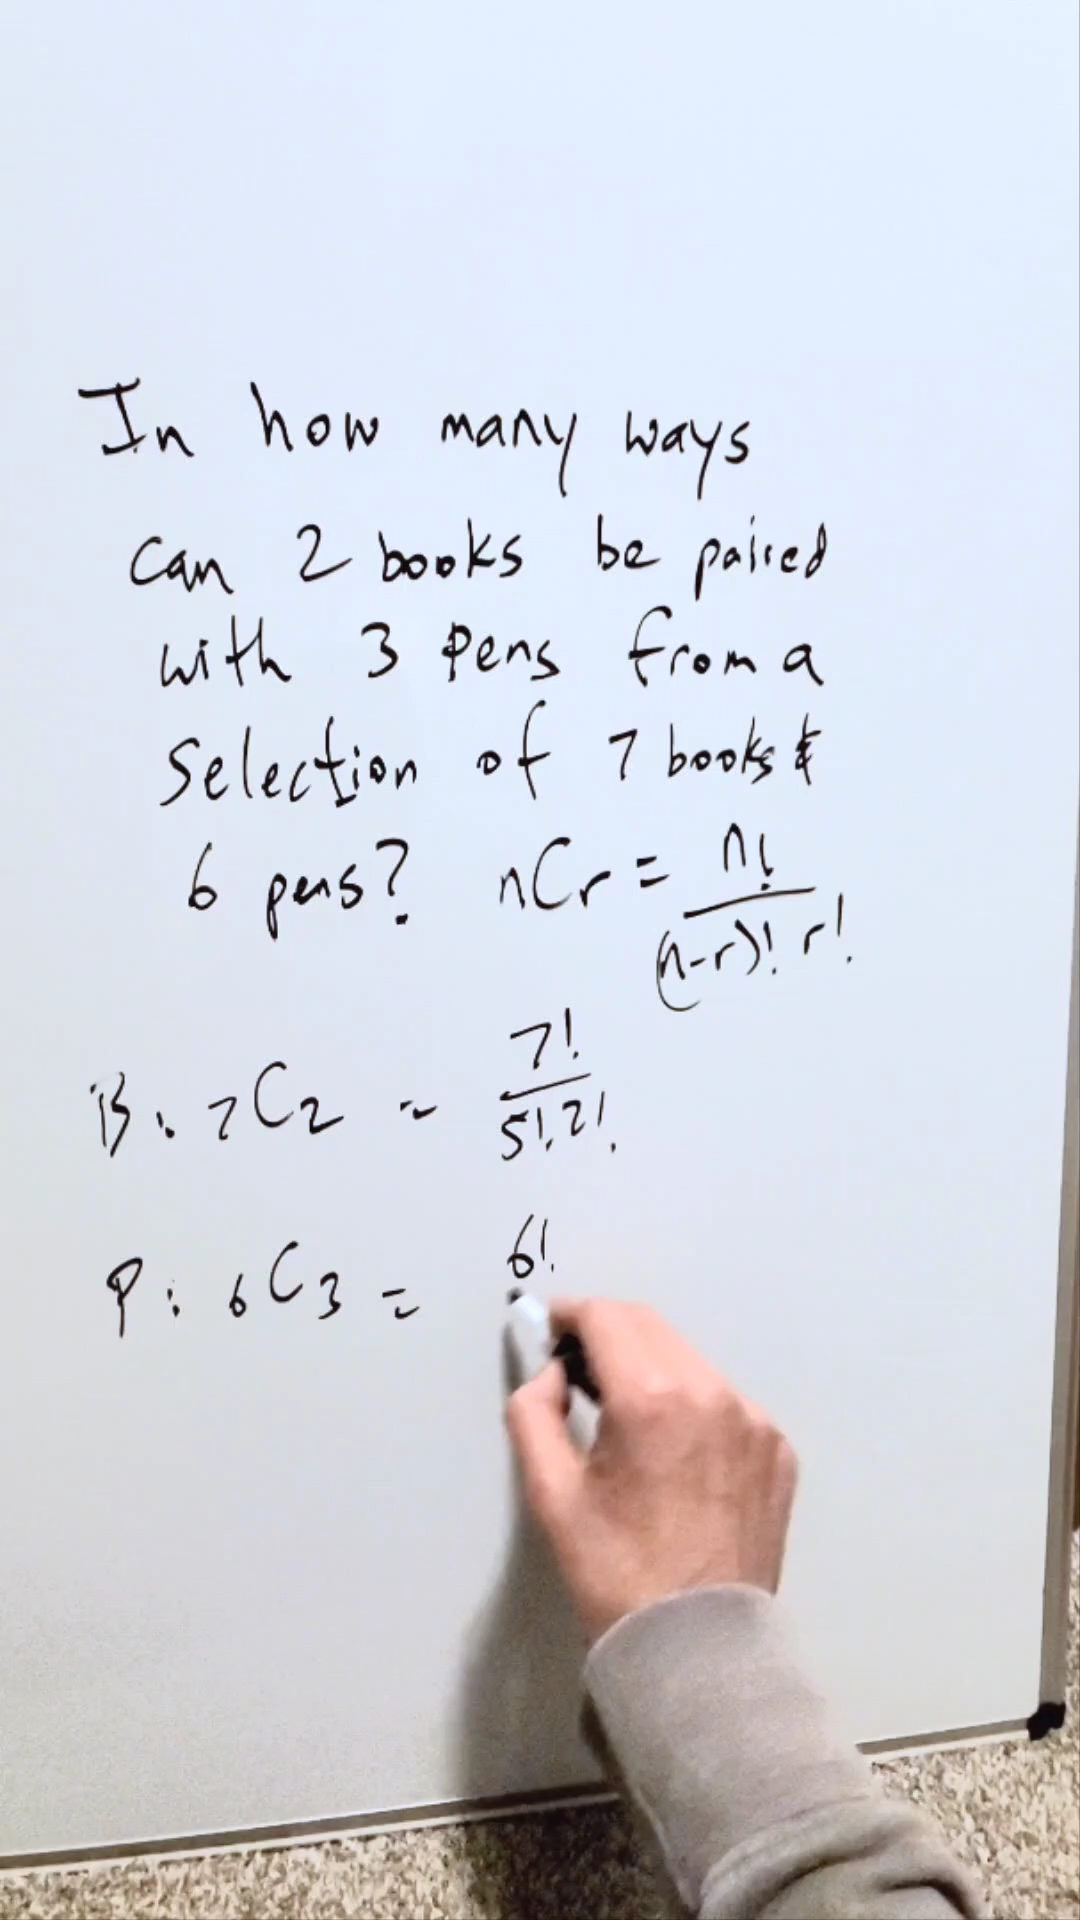 In how many ways
can 2 books be paired
with 3 pens from a
selection of 7 books &
6 pens? nCr = n! / (n-r)! r!
B: 7C2 = 7! / 5! 2!
P: 6C3 = 6!